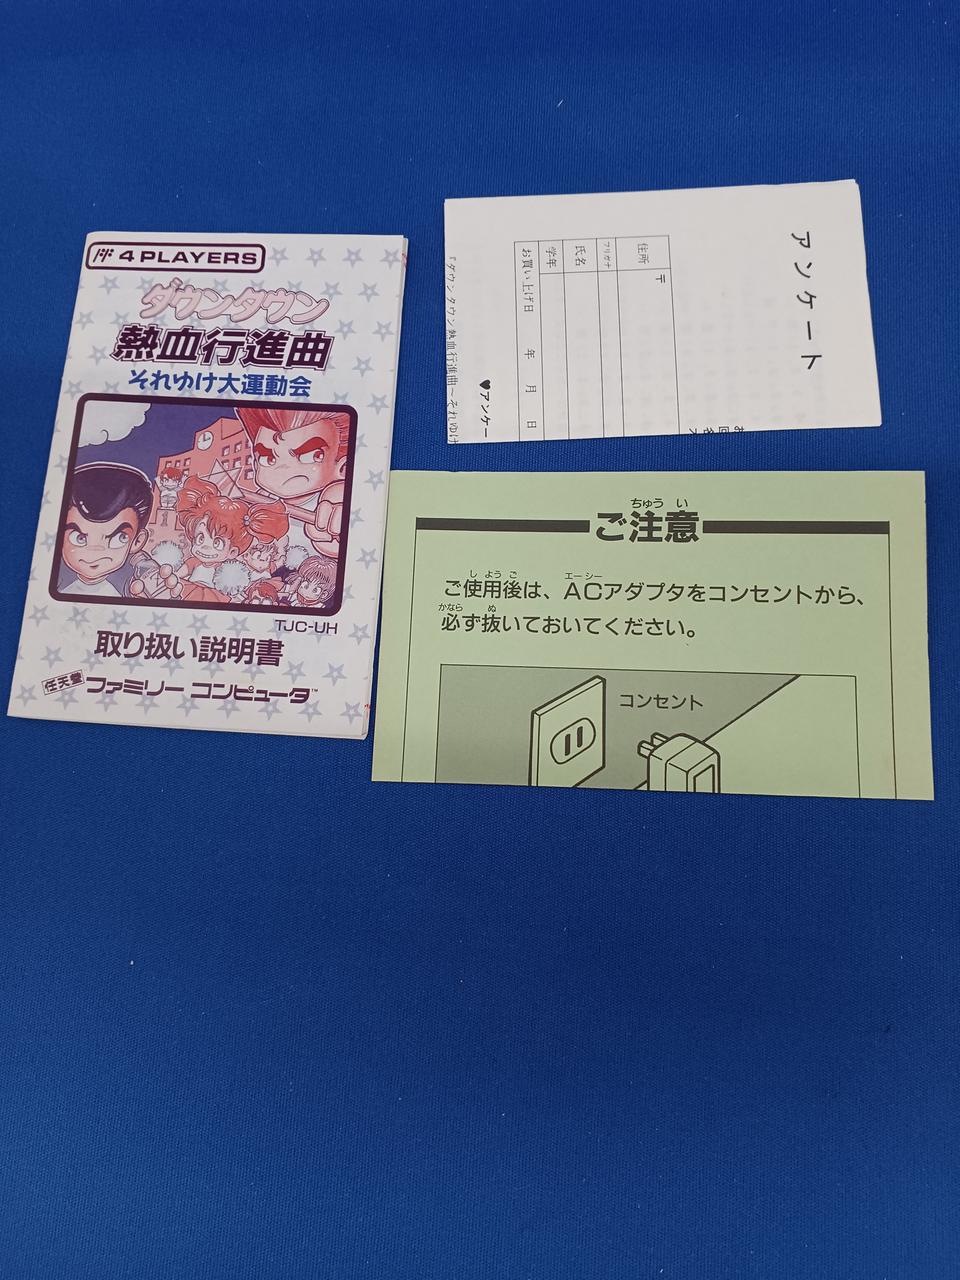 4 PLAYERS
ダウンタウン
熱血行進曲
それゆけ大運動会
TJC-UH
取り扱い説明書
任天堂 ファミリーコンピュータ™
アンケート
住所
〒
フリガナ
氏名
学年
お買い上げ日 年 月 日
♥アンケー
『ダウンタウン熱血行進曲〜それゆけ
ちゅう い
ご注意
し よう ご エーシー
ご使用後は、ACアダプタをコンセントから、
かなら ぬ
必ず抜いておいてください。
コンセント